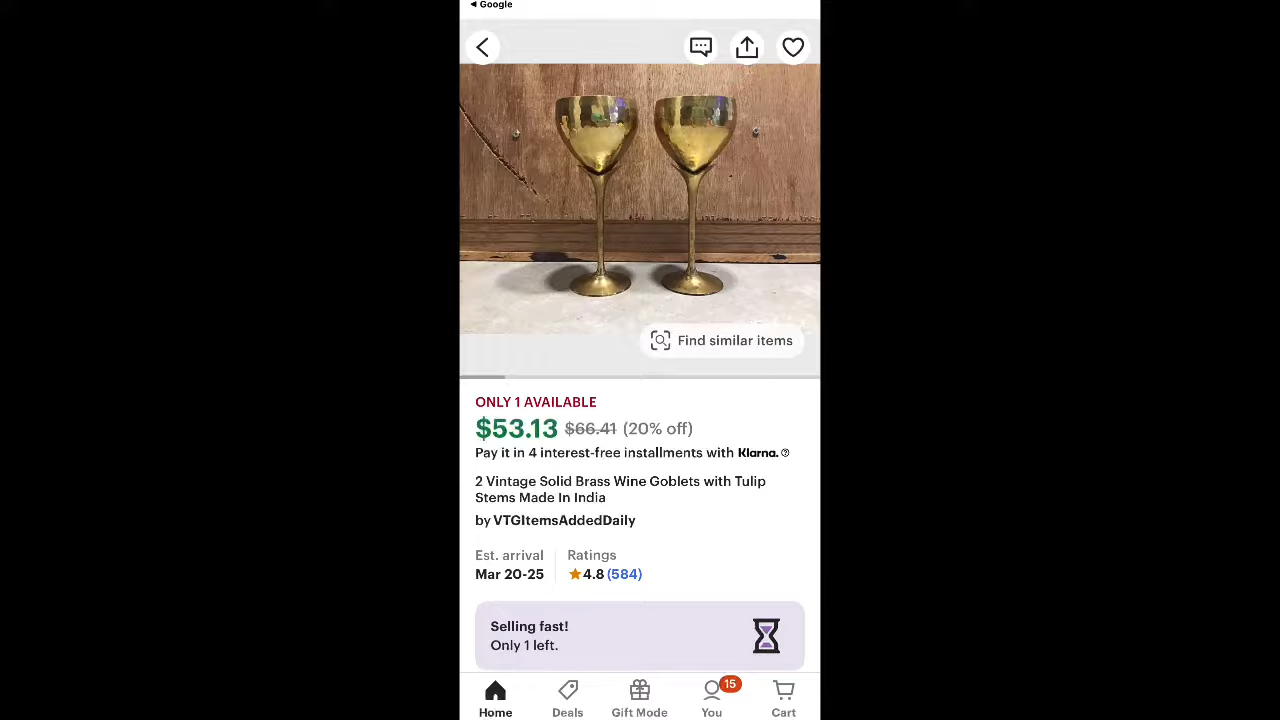 Google
Find similar items
ONLY 1 AVAILABLE
$53.13 $66.41 (20% off)
Pay it in 4 interest-free installments with Klarna.
2 Vintage Solid Brass Wine Goblets with Tulip
Stems Made In India
by VTGItemsAddedDaily
Est. arrival
Mar 20-25
Ratings
4.8 (584)
Selling fast!
Only 1 left.
Home
Deals
Gift Mode
15
You
Cart